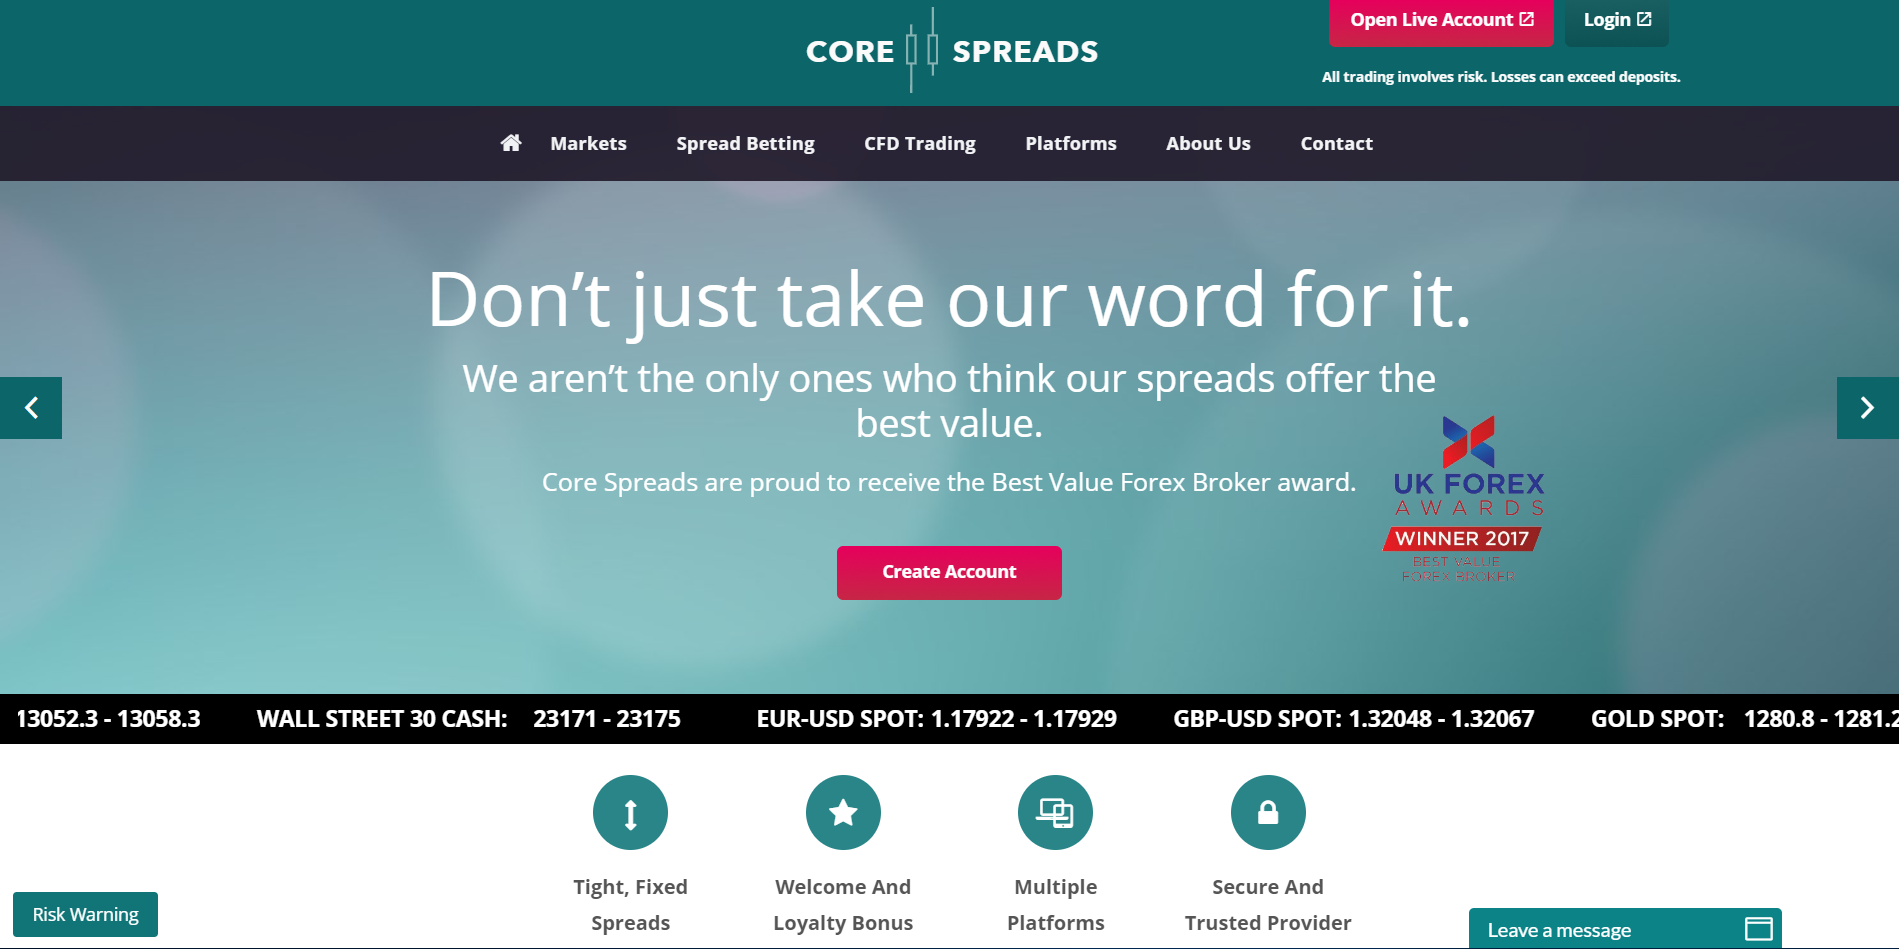 CORE SPREADS
Open Live Account
Login
All trading involves risk. Losses can exceed deposits.
Markets Spread Betting CFD Trading Platforms About Us Contact
Don’t just take our word for it.
We aren’t the only ones who think our spreads offer the
best value.
Core Spreads are proud to receive the Best Value Forex Broker award.
UK FOREX
AWARDS
WINNER 2017
BEST VALUE
FOREX BROKER
Create Account
13052.3 - 13058.3 WALL STREET 30 CASH: 23171 - 23175 EUR-USD SPOT: 1.17922 - 1.17929 GBP-USD SPOT: 1.32048 - 1.32067 GOLD SPOT: 1280.8 - 1281.2
Tight, Fixed
Spreads
Welcome And
Loyalty Bonus
Multiple
Platforms
Secure And
Trusted Provider
Risk Warning
Leave a message